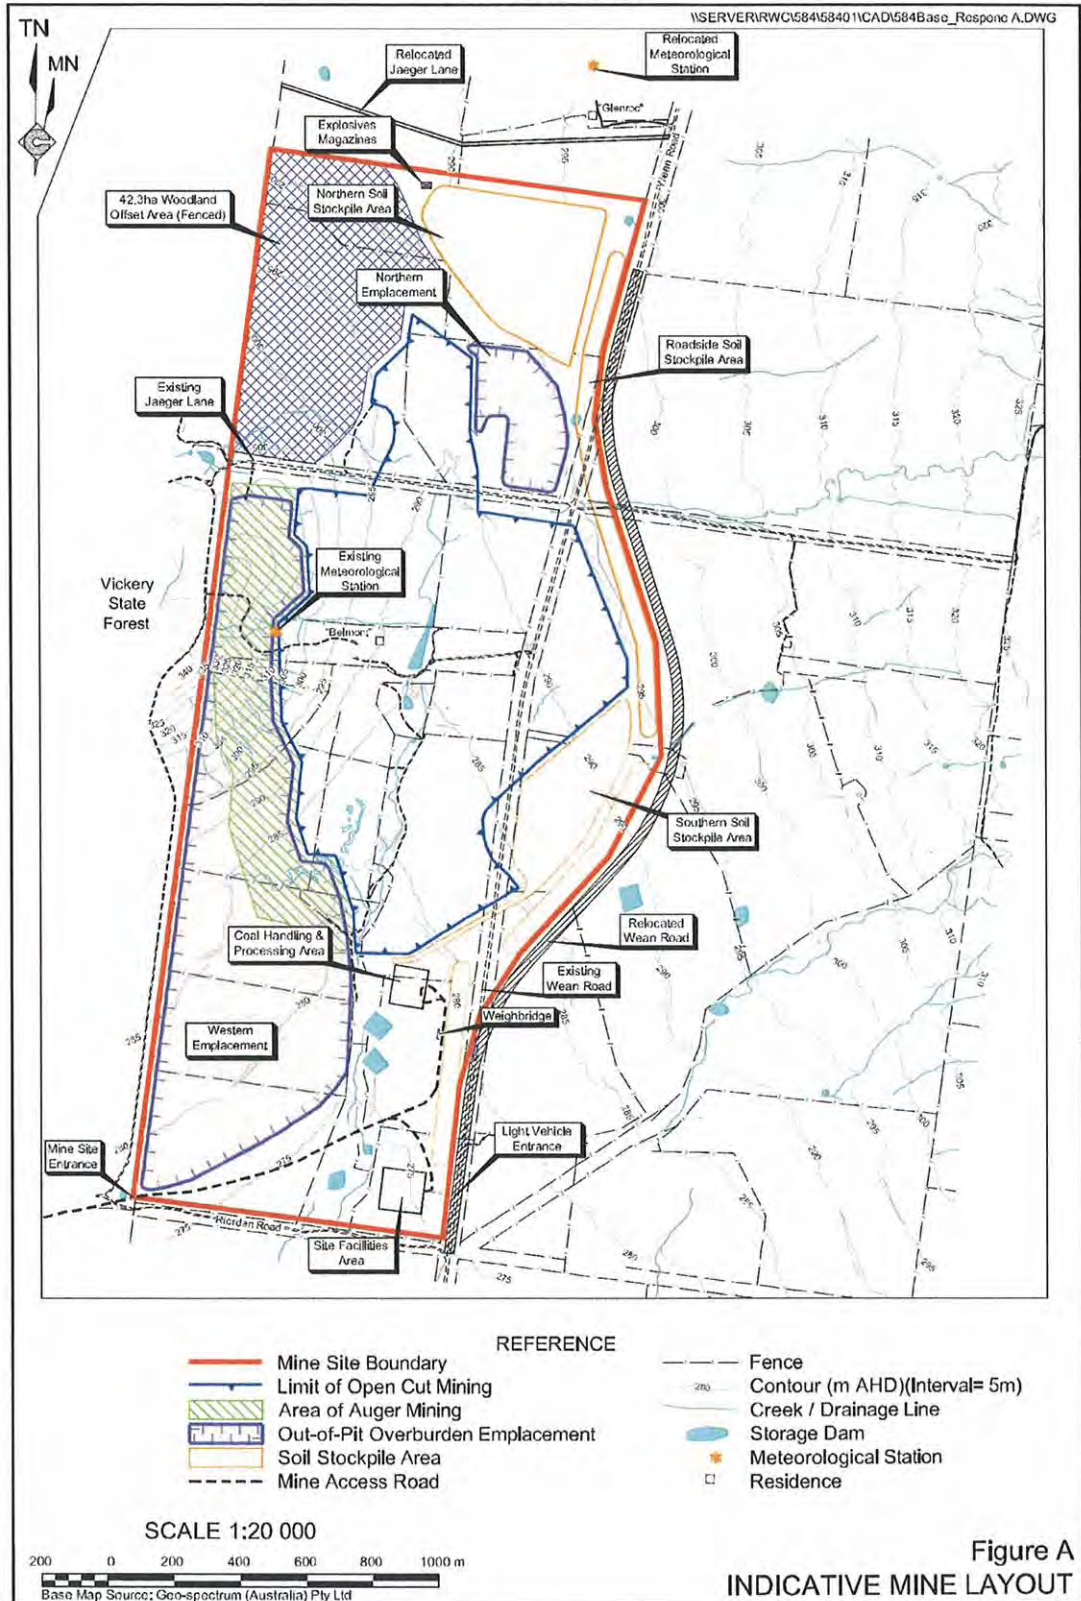 \\SERVER\RWC\584\58401\CAD\584Base_Respone A.DWG
TN
MN
Relocated
Jaeger Lane
Relocated
Meteorological
Station
"Glenroc"
Explosives
Magazines
42.3ha Woodland
Offset Area (Fenced)
Northern Soil
Stockpile Area
Northern
Emplacement
Roadside Soil
Stockpile Area
Existing
Jaeger Lane
Existing
Meteorological
Station
Vickery
State
Forest
"Belmont"
Southern Soil
Stockpile Area
Coal Handling &
Processing Area
Relocated
Wean Road
Existing
Wean Road
Weighbridge
Western
Emplacement
Light Vehicle
Entrance
Mine Site
Entrance
Riordan Road
Site Facilities
Area
REFERENCE
Mine Site Boundary
Limit of Open Cut Mining
Area of Auger Mining
Out-of-Pit Overburden Emplacement
Soil Stockpile Area
Mine Access Road
Fence
280
Contour (m AHD)(Interval= 5m)
Creek / Drainage Line
Storage Dam
Meteorological Station
Residence
SCALE 1:20 000
200 0 200 400 600 800 1000 m
Base Map Source: Geo-spectrum (Australia) Pty Ltd
Figure A
INDICATIVE MINE LAYOUT